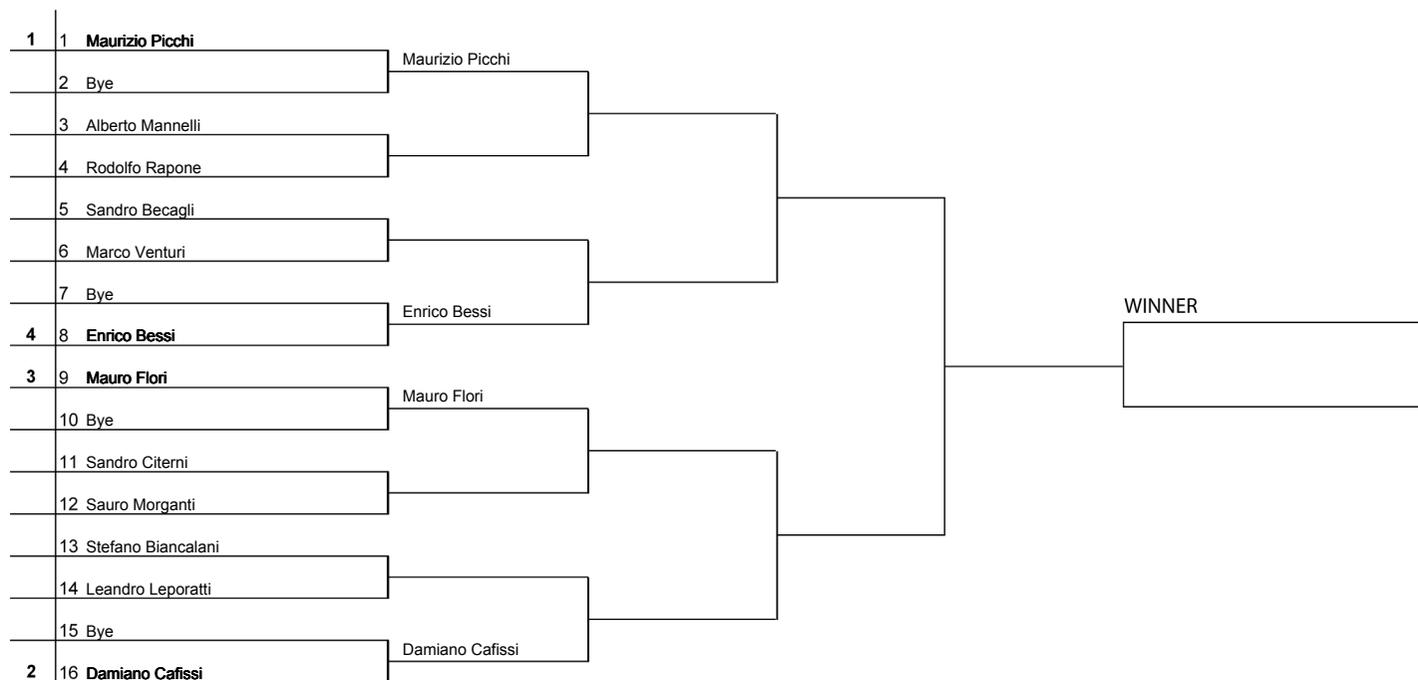 1 1 Maurizio Picchi
Maurizio Picchi
2 Bye
3 Alberto Mannelli
4 Rodolfo Rapone
5 Sandro Becagli
6 Marco Venturi
7 Bye
Enrico Bessi
4 8 Enrico Bessi
WINNER
3 9 Mauro Flori
Mauro Flori
10 Bye
11 Sandro Citerni
12 Sauro Morganti
13 Stefano Biancalani
14 Leandro Leporatti
15 Bye
Damiano Cafissi
2 16 Damiano Cafissi